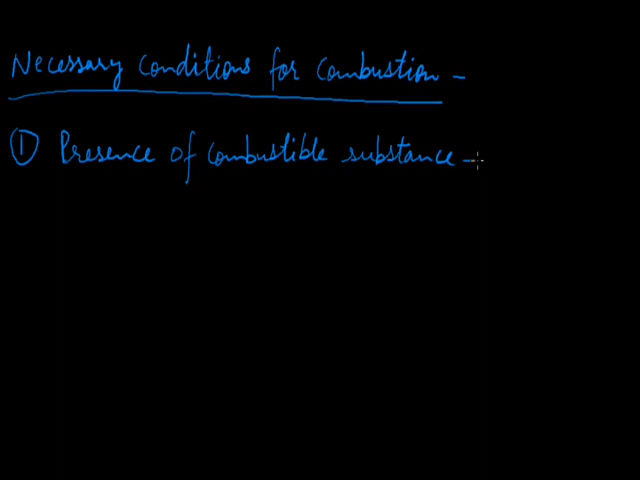 Necessary conditions for combustion -
① Presence of combustible substance -